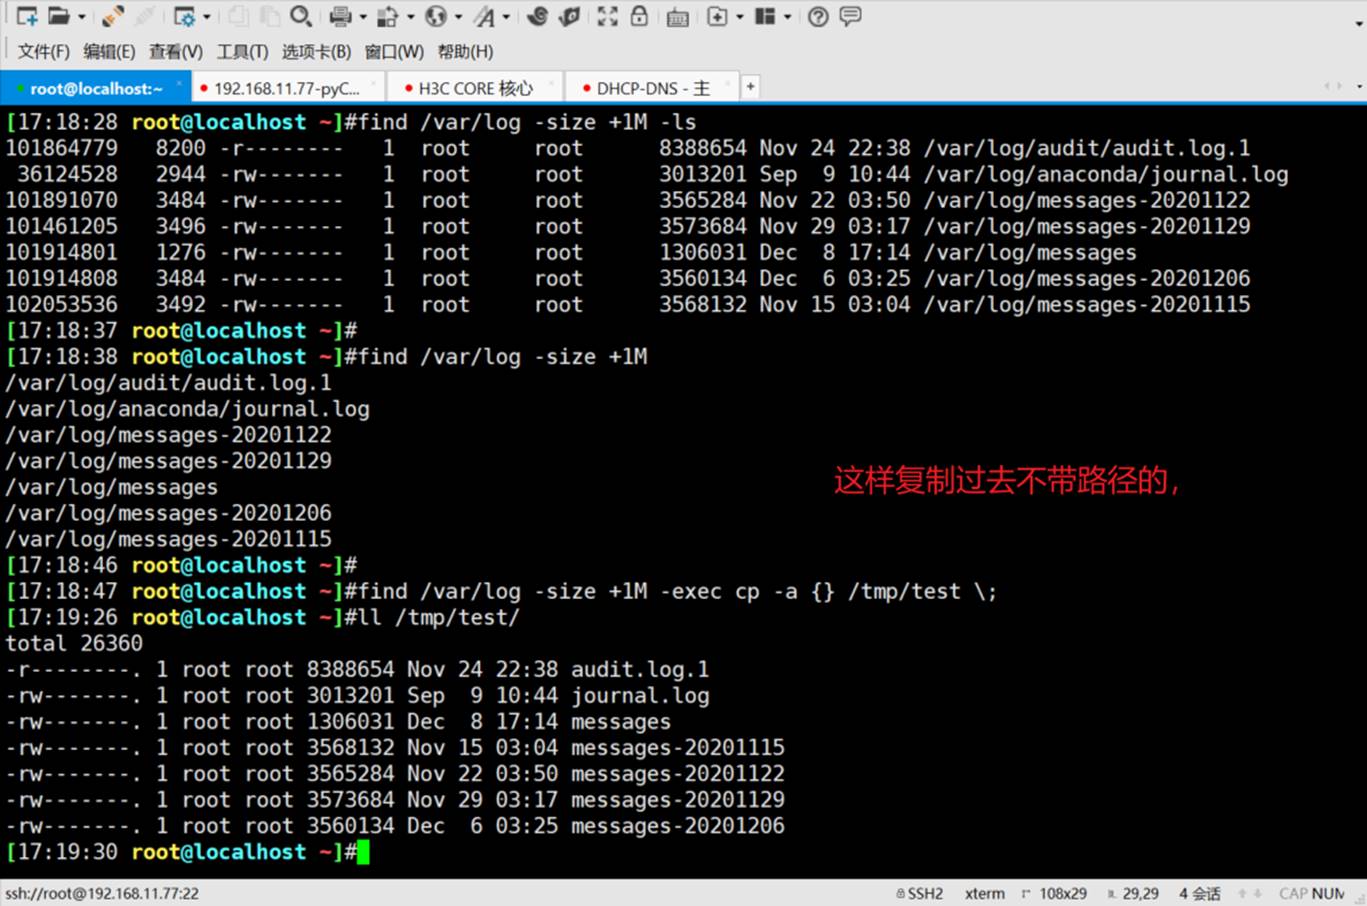 文件(F) 编辑(E) 查看(V) 工具(T) 选项卡(B) 窗口(W) 帮助(H)
root@localhost:~ × 192.168.11.77-pyC... × H3C CORE 核心 × DHCP-DNS - 主 × +
[17:18:28 root@localhost ~]#find /var/log -size +1M -ls
101864779   8200 -r--------   1  root     root      8388654 Nov 24 22:38 /var/log/audit/audit.log.1
 36124528   2944 -rw-------   1  root     root      3013201 Sep  9 10:44 /var/log/anaconda/journal.log
101891070   3484 -rw-------   1  root     root      3565284 Nov 22 03:50 /var/log/messages-20201122
101461205   3496 -rw-------   1  root     root      3573684 Nov 29 03:17 /var/log/messages-20201129
101914801   1276 -rw-------   1  root     root      1306031 Dec  8 17:14 /var/log/messages
101914808   3484 -rw-------   1  root     root      3560134 Dec  6 03:25 /var/log/messages-20201206
102053536   3492 -rw-------   1  root     root      3568132 Nov 15 03:04 /var/log/messages-20201115
[17:18:37 root@localhost ~]#
[17:18:38 root@localhost ~]#find /var/log -size +1M
/var/log/audit/audit.log.1
/var/log/anaconda/journal.log
/var/log/messages-20201122
/var/log/messages-20201129
这样复制过去不带路径的，
/var/log/messages
/var/log/messages-20201206
/var/log/messages-20201115
[17:18:46 root@localhost ~]#
[17:18:47 root@localhost ~]#find /var/log -size +1M -exec cp -a {} /tmp/test \;
[17:19:26 root@localhost ~]#ll /tmp/test/
total 26360
-r--------. 1 root root 8388654 Nov 24 22:38 audit.log.1
-rw-------. 1 root root 3013201 Sep  9 10:44 journal.log
-rw-------. 1 root root 1306031 Dec  8 17:14 messages
-rw-------. 1 root root 3568132 Nov 15 03:04 messages-20201115
-rw-------. 1 root root 3565284 Nov 22 03:50 messages-20201122
-rw-------. 1 root root 3573684 Nov 29 03:17 messages-20201129
-rw-------. 1 root root 3560134 Dec  6 03:25 messages-20201206
[17:19:30 root@localhost ~]#
ssh://root@192.168.11.77:22 SSH2 xterm 108x29 29,29 4 会话 CAP NUM